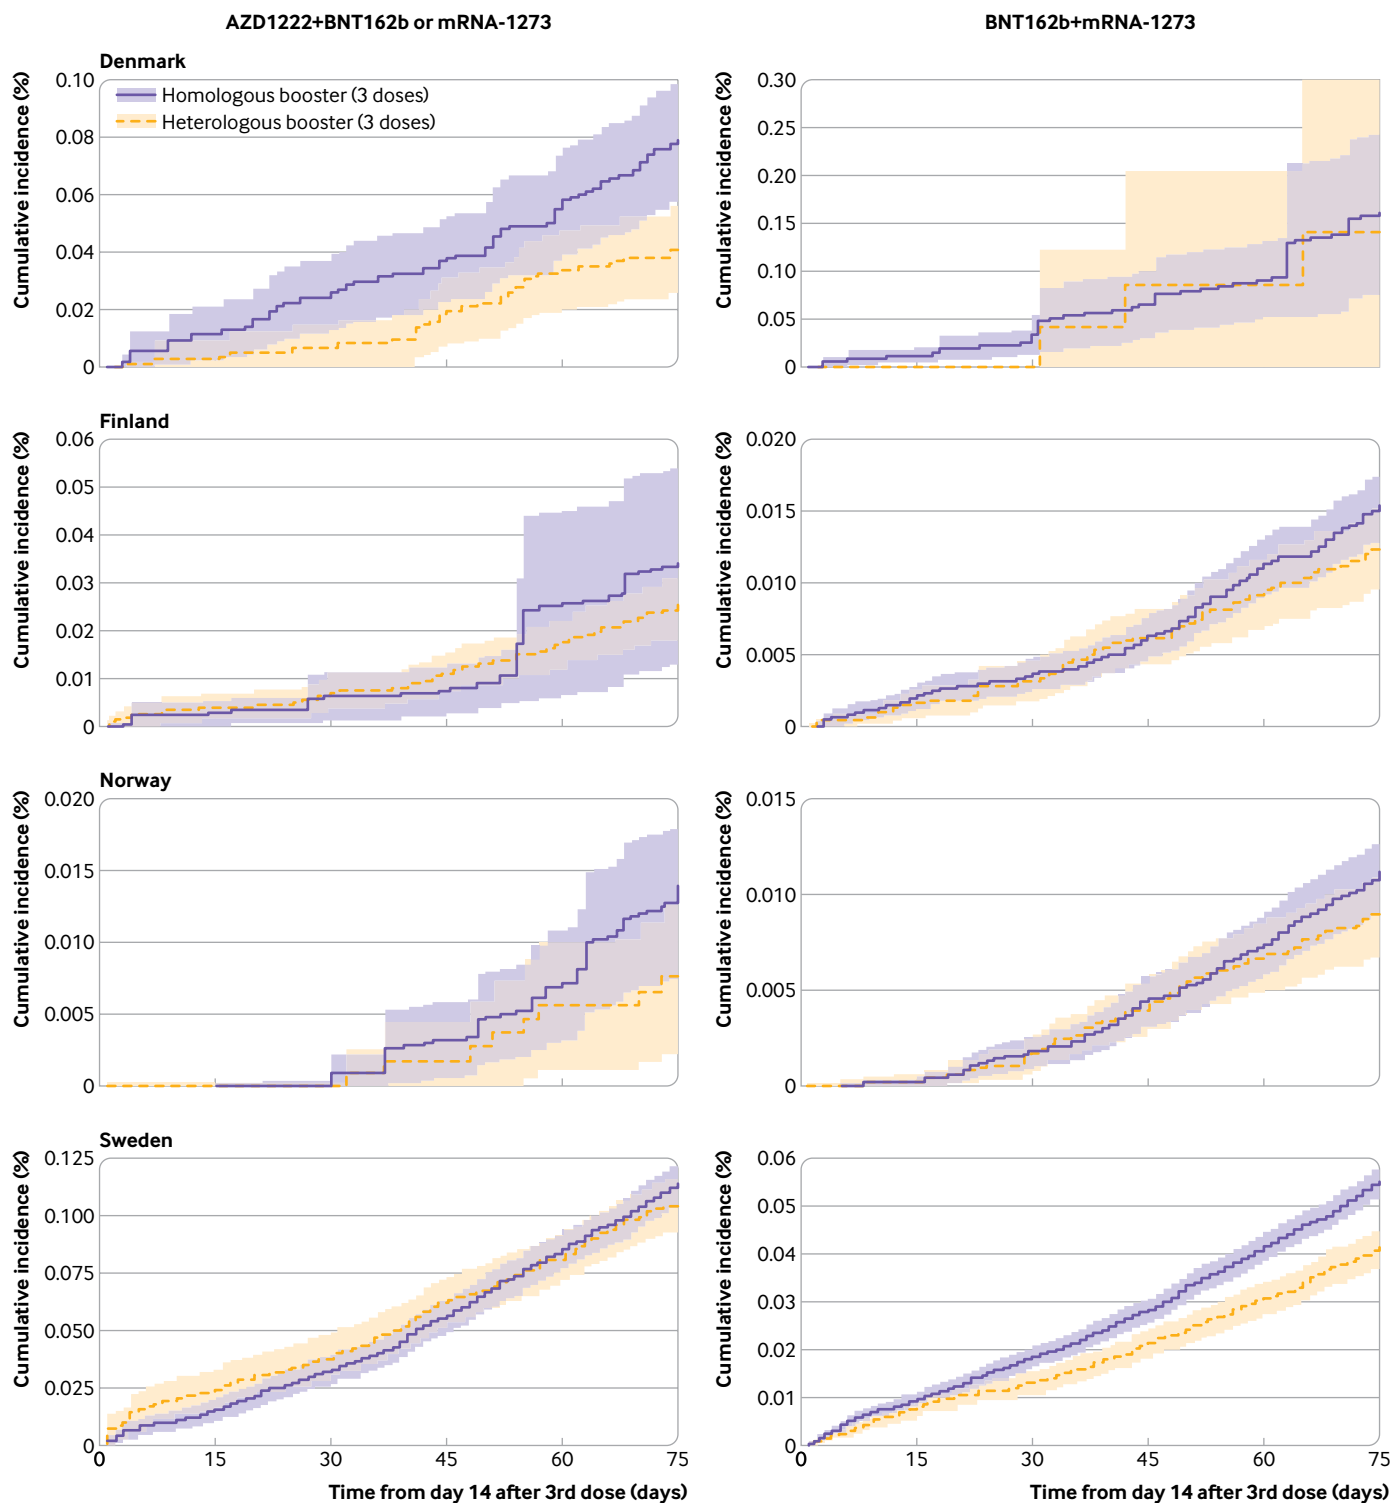 AZD1222+BNT162b or mRNA-1273
BNT162b+mRNA-1273
Denmark
Cumulative incidence (%)
0.10
0.08
0.06
0.04
0.02
0
Homologous booster (3 doses)
Heterologous booster (3 doses)
Cumulative incidence (%)
0.30
0.25
0.20
0.15
0.10
0.05
0
Finland
Cumulative incidence (%)
0.06
0.05
0.04
0.03
0.02
0.01
0
Cumulative incidence (%)
0.020
0.015
0.010
0.005
0
Norway
Cumulative incidence (%)
0.020
0.015
0.010
0.005
0
Cumulative incidence (%)
0.015
0.010
0.005
0
Sweden
Cumulative incidence (%)
0.125
0.100
0.075
0.050
0.025
0
0 15 30 45 60 75
Time from day 14 after 3rd dose (days)
Cumulative incidence (%)
0.06
0.05
0.04
0.03
0.02
0.01
0
0 15 30 45 60 75
Time from day 14 after 3rd dose (days)